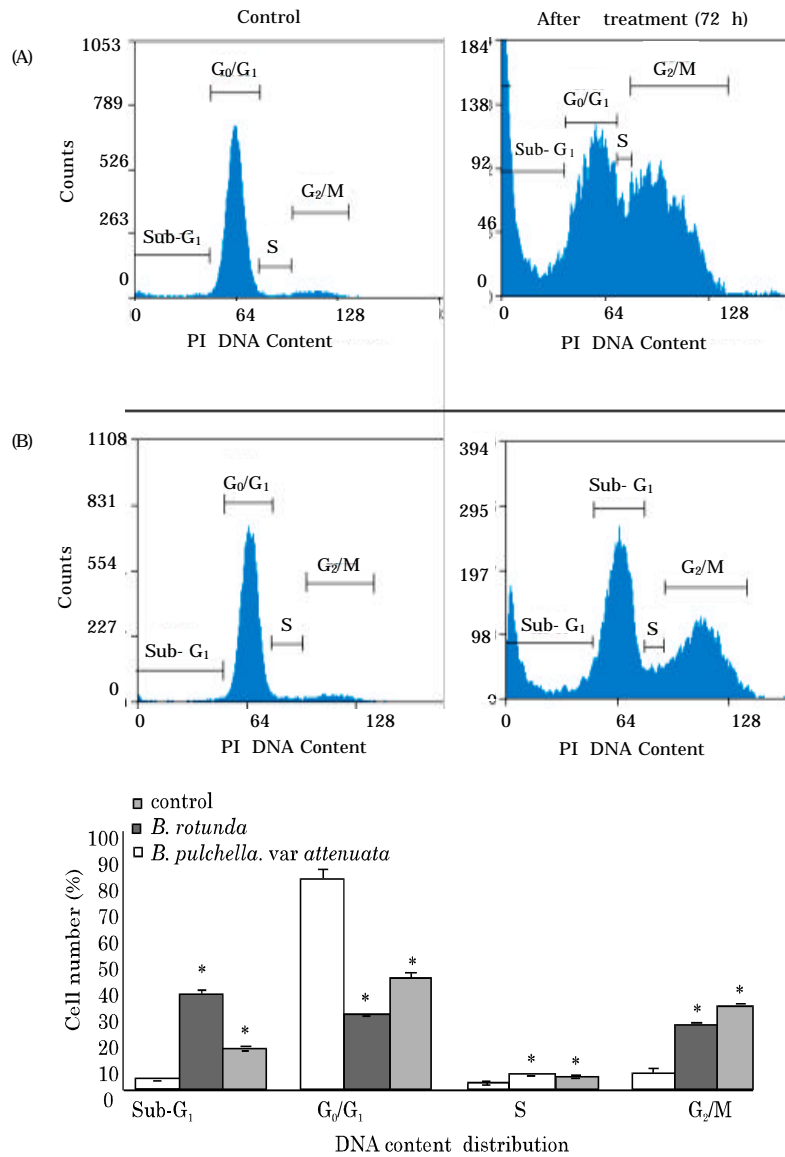 Control
After treatment (72 h)
(A)
1053
789
526
263
0
Counts
G0/G1
G2/M
Sub-G1
S
0 64 128
PI DNA Content
184
138
92
46
0
G2/M
G0/G1
S
Sub- G1
0 64 128
PI DNA Content
(B)
1108
831
554
227
0
Counts
G0/G1
G2/M
S
Sub- G1
0 64 128
PI DNA Content
394
295
197
98
0
Sub- G1
G2/M
Sub- G1
S
0 64 128
PI DNA Content
control
B. rotunda
B. pulchella. var attenuata
100
90
80
70
60
50
40
30
20
10
0
Cell number (%)
* *
* *
* *
* *
Sub-G1 G0/G1 S G2/M
DNA content distribution